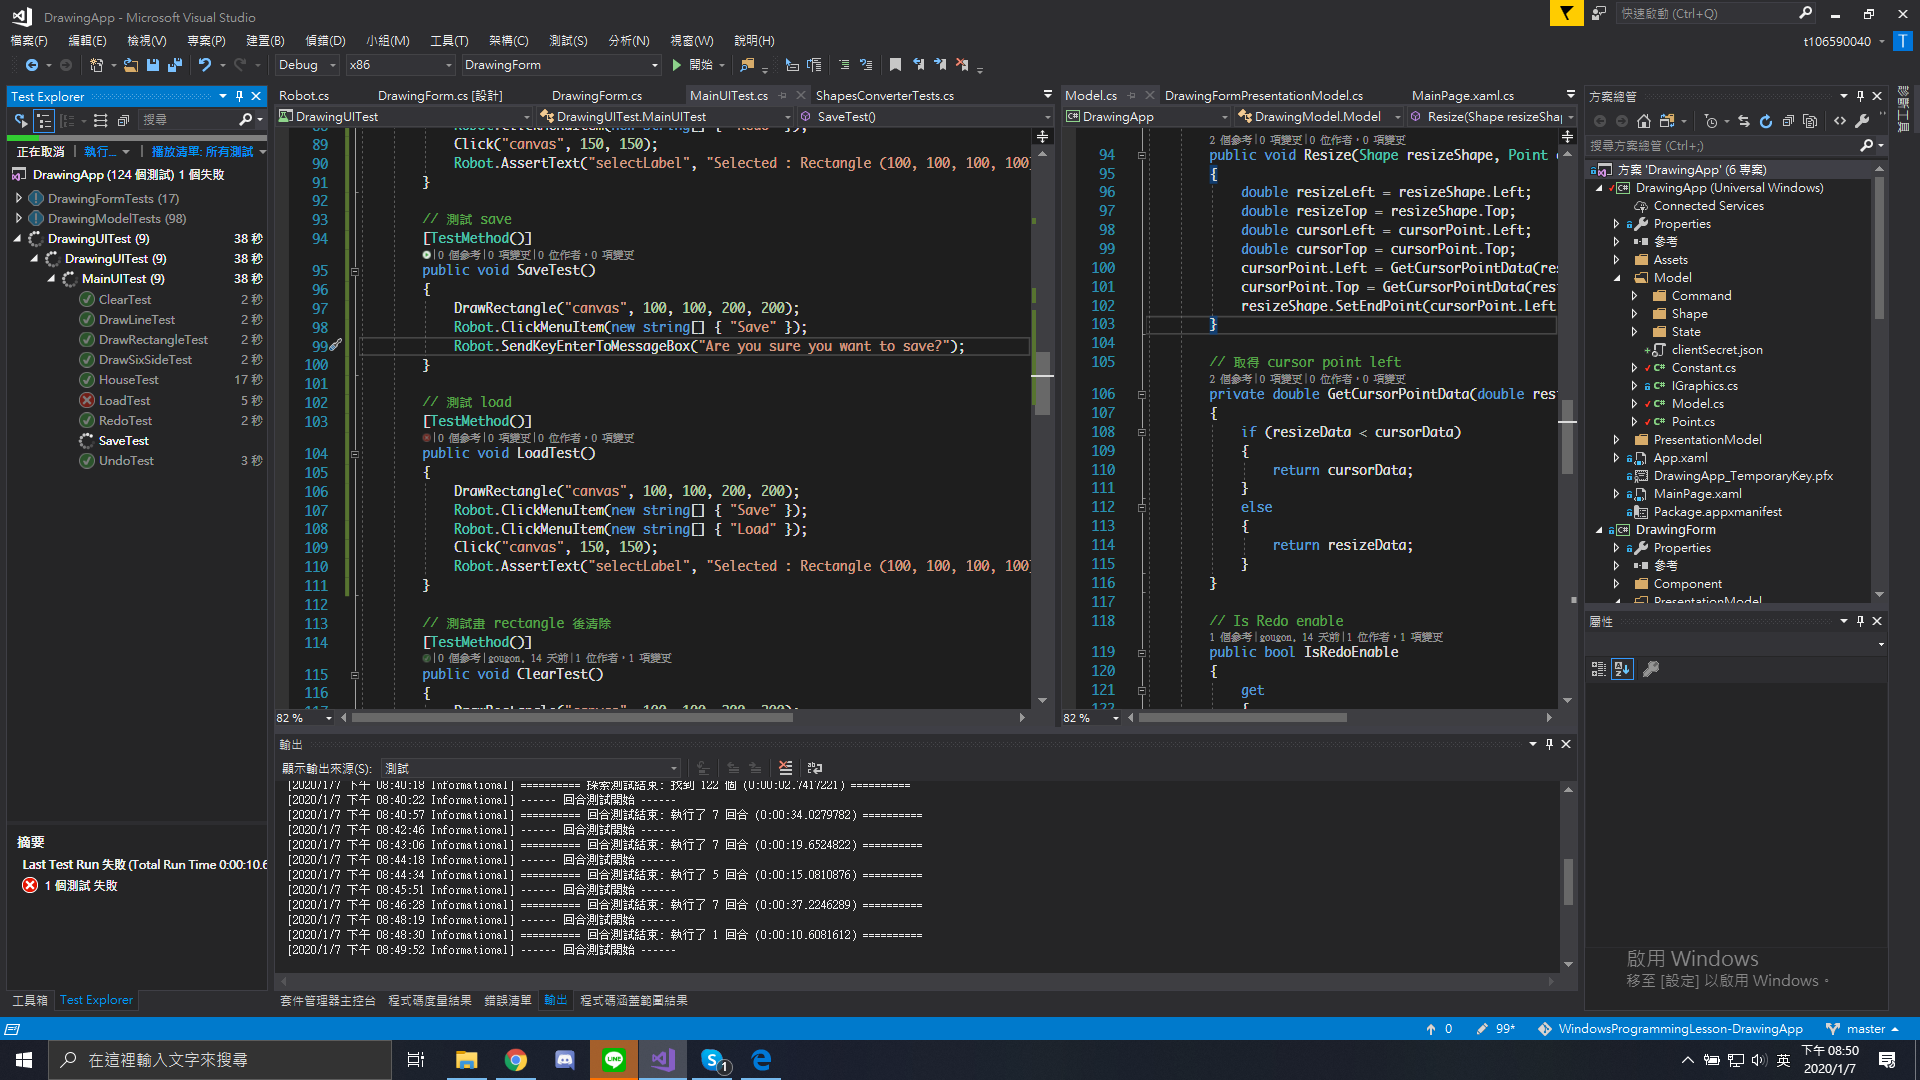 DrawingApp - Microsoft Visual Studio
快速啟動 (Ctrl+Q)
檔案(F) 編輯(E) 檢視(V) 專案(P) 建置(B) 偵錯(D) 小組(M) 工具(T) 架構(C) 測試(S) 分析(N) 視窗(W) 說明(H)
t106590040
T
Debug x86 DrawingForm 開始
Test Explorer
搜尋
正在取消 執行... 播放清單: 所有測試
DrawingApp (124 個測試) 1 個失敗
DrawingFormTests (17)
DrawingModelTests (98)
DrawingUITest (9) 38 秒
DrawingUITest (9) 38 秒
MainUITest (9) 38 秒
ClearTest 2 秒
DrawLineTest 2 秒
DrawRectangleTest 2 秒
DrawSixSideTest 2 秒
HouseTest 17 秒
LoadTest 5 秒
RedoTest 2 秒
SaveTest
UndoTest 3 秒
摘要
Last Test Run 失敗 (Total Run Time 0:00:10.6
1 個測試 失敗
工具箱 Test Explorer
Robot.cs DrawingForm.cs [設計] DrawingForm.cs MainUITest.cs ShapesConverterTests.cs
DrawingUITest DrawingUITest.MainUITest SaveTest()
89 Click("canvas", 150, 150);
90 Robot.AssertText("selectLabel", "Selected : Rectangle (100, 100, 100, 100)
91 }
92
93 // 測試 save
94 [TestMethod()]
0 個參考|0 項變更|0 位作者，0 項變更
95 public void SaveTest()
96 {
97 DrawRectangle("canvas", 100, 100, 200, 200);
98 Robot.ClickMenuItem(new string[] { "Save" });
99 Robot.SendKeyEnterToMessageBox("Are you sure you want to save?");
100 }
101
102 // 測試 load
103 [TestMethod()]
0 個參考|0 項變更|0 位作者，0 項變更
104 public void LoadTest()
105 {
106 DrawRectangle("canvas", 100, 100, 200, 200);
107 Robot.ClickMenuItem(new string[] { "Save" });
108 Robot.ClickMenuItem(new string[] { "Load" });
109 Click("canvas", 150, 150);
110 Robot.AssertText("selectLabel", "Selected : Rectangle (100, 100, 100, 100)
111 }
112
113 // 測試畫 rectangle 後清除
114 [TestMethod()]
0 個參考|gougon, 14 天前|1 位作者，1 項變更
115 public void ClearTest()
116 {
82 %
Model.cs DrawingFormPresentationModel.cs MainPage.xaml.cs
DrawingApp DrawingModel.Model Resize(Shape resizeSha
2 個參考|0 項變更|0 位作者，0 項變更
94 public void Resize(Shape resizeShape, Point
95 {
96 double resizeLeft = resizeShape.Left;
97 double resizeTop = resizeShape.Top;
98 double cursorLeft = cursorPoint.Left;
99 double cursorTop = cursorPoint.Top;
100 cursorPoint.Left = GetCursorPointData(res
101 cursorPoint.Top = GetCursorPointData(res
102 resizeShape.SetEndPoint(cursorPoint.Left
103 }
104
105 // 取得 cursor point left
2 個參考|0 項變更|0 位作者，0 項變更
106 private double GetCursorPointData(double res
107 {
108 if (resizeData < cursorData)
109 {
110 return cursorData;
111 }
112 else
113 {
114 return resizeData;
115 }
116 }
117
118 // Is Redo enable
1 個參考|gougon, 14 天前|1 位作者，1 項變更
119 public bool IsRedoEnable
120 {
121 get
122 {
82 %
輸出
顯示輸出來源(S): 測試
[2020/1/7 下午 08:40:18 Informational] ========== 探索測試結束: 找到 122 個 (0:00:02.7417221) ==========
[2020/1/7 下午 08:40:22 Informational] ------ 回合測試開始 ------
[2020/1/7 下午 08:40:57 Informational] ========== 回合測試結束: 執行了 7 回合 (0:00:34.0279782) ==========
[2020/1/7 下午 08:42:46 Informational] ------ 回合測試開始 ------
[2020/1/7 下午 08:43:06 Informational] ========== 回合測試結束: 執行了 7 回合 (0:00:19.6524822) ==========
[2020/1/7 下午 08:44:18 Informational] ------ 回合測試開始 ------
[2020/1/7 下午 08:44:34 Informational] ========== 回合測試結束: 執行了 5 回合 (0:00:15.0810876) ==========
[2020/1/7 下午 08:45:51 Informational] ------ 回合測試開始 ------
[2020/1/7 下午 08:46:28 Informational] ========== 回合測試結束: 執行了 7 回合 (0:00:37.2246289) ==========
[2020/1/7 下午 08:48:19 Informational] ------ 回合測試開始 ------
[2020/1/7 下午 08:48:30 Informational] ========== 回合測試結束: 執行了 1 回合 (0:00:10.6081612) ==========
[2020/1/7 下午 08:49:52 Informational] ------ 回合測試開始 ------
套件管理器主控台 程式碼度量結果 錯誤清單 輸出 程式碼涵蓋範圍結果
方案總管
搜尋方案總管 (Ctrl+;)
方案 'DrawingApp' (6 專案)
DrawingApp (Universal Windows)
Connected Services
Properties
參考
Assets
Model
Command
Shape
State
clientSecret.json
Constant.cs
IGraphics.cs
Model.cs
Point.cs
PresentationModel
App.xaml
DrawingApp_TemporaryKey.pfx
MainPage.xaml
Package.appxmanifest
DrawingForm
Properties
參考
Component
PresentationModel
屬性
診斷工具
啟用 Windows
移至 [設定] 以啟用 Windows。
0 99* WindowsProgrammingLesson-DrawingApp master
在這裡輸入文字來搜尋
LINE
1
英
下午 08:50
2020/1/7